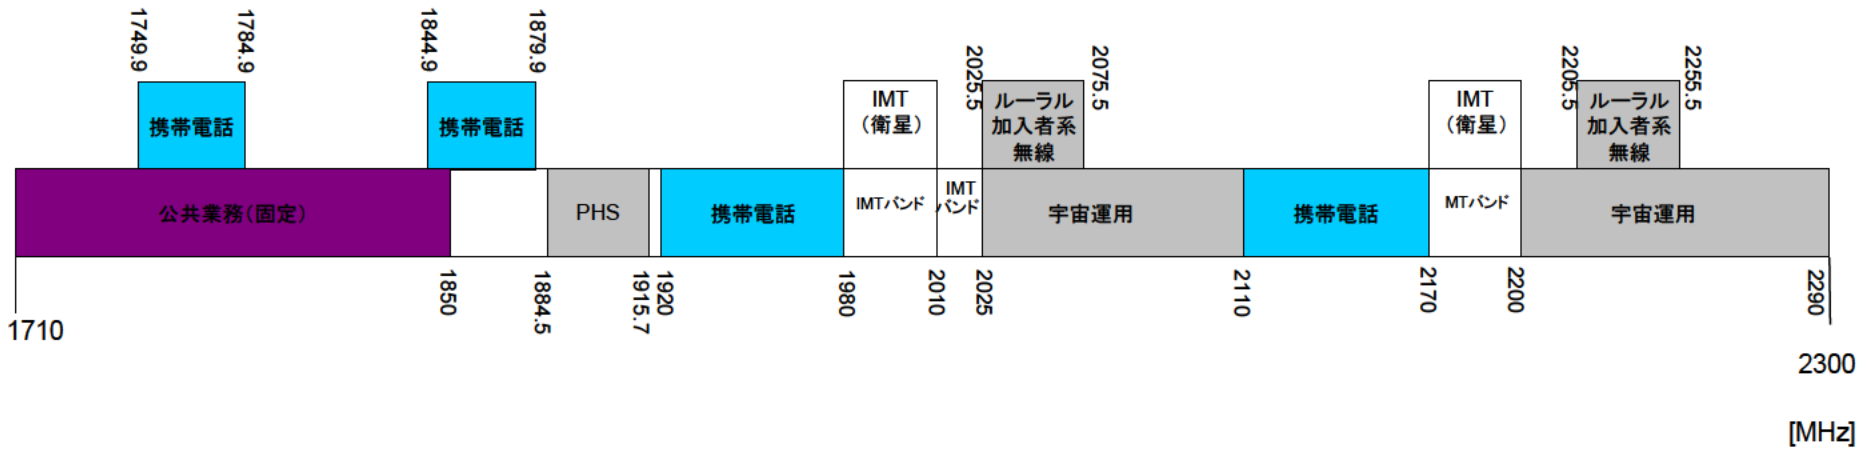 1749.9
1784.9
1844.9
1879.9
2025.5
2075.5
2205.5
2255.5
携帯電話
携帯電話
IMT
（衛星）
ルーラル
加入者系
無線
IMT
（衛星）
ルーラル
加入者系
無線
公共業務（固定）
PHS
携帯電話
IMTバンド
IMT
バンド
宇宙運用
携帯電話
MTバンド
宇宙運用
1710
1850
1884.5
1915.7
1920
1980
2010
2025
2110
2170
2200
2290
2300
[MHz]